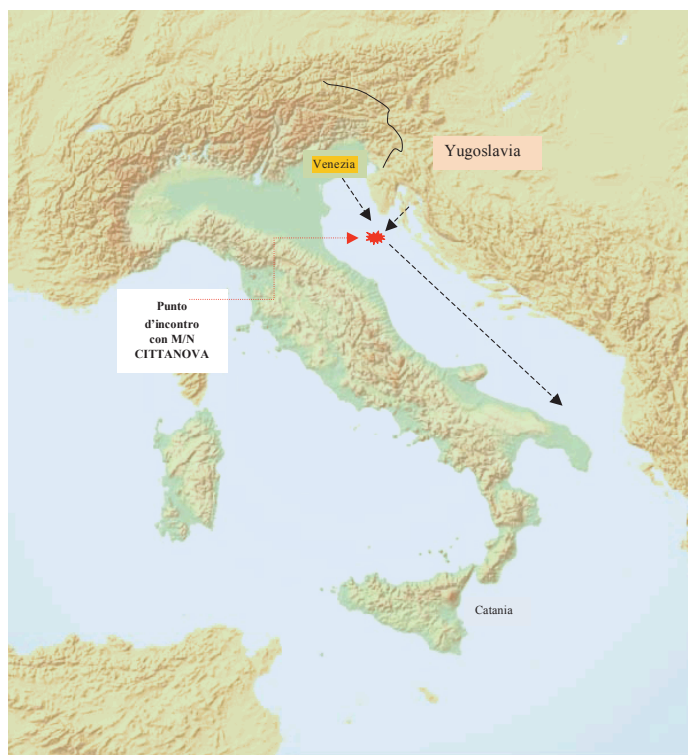 Yugoslavia
Venezia
Punto
d’incontro
con M/N
CITTANOVA
Catania